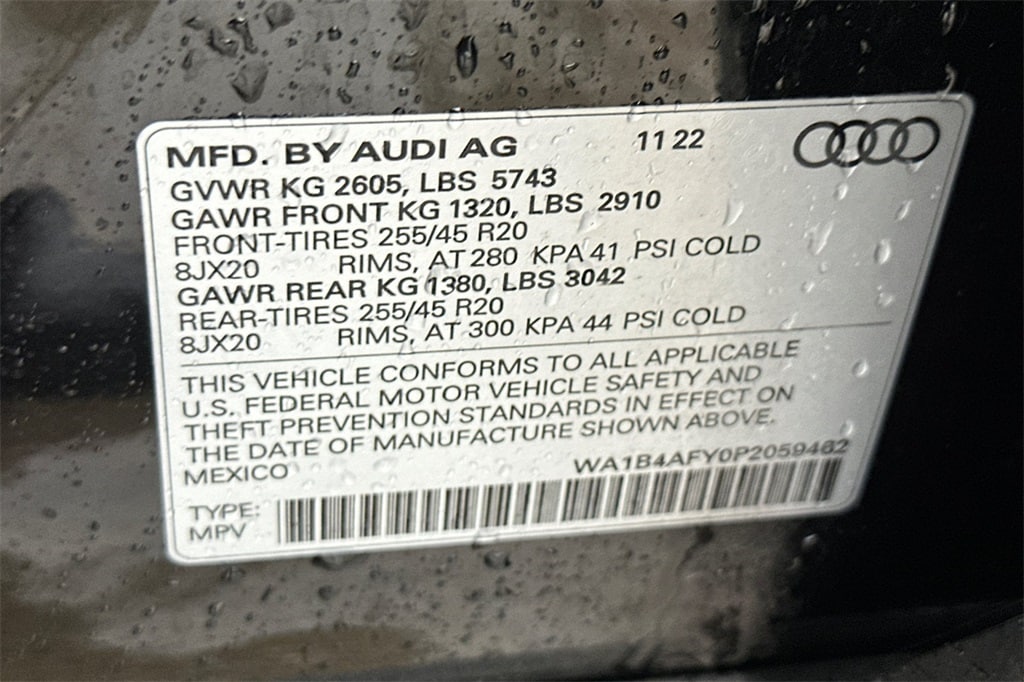 MFD. BY AUDI AG 11 22
GVWR KG 2605, LBS 5743
GAWR FRONT KG 1320, LBS 2910
FRONT-TIRES 255/45 R20
8JX20 RIMS, AT 280 KPA 41 PSI COLD
GAWR REAR KG 1380, LBS 3042
REAR-TIRES 255/45 R20
8JX20 RIMS, AT 300 KPA 44 PSI COLD
THIS VEHICLE CONFORMS TO ALL APPLICABLE
U.S. FEDERAL MOTOR VEHICLE SAFETY AND
THEFT PREVENTION STANDARDS IN EFFECT ON
THE DATE OF MANUFACTURE SHOWN ABOVE.
MEXICO WA1B4AFY0P2059462
TYPE:
MPV